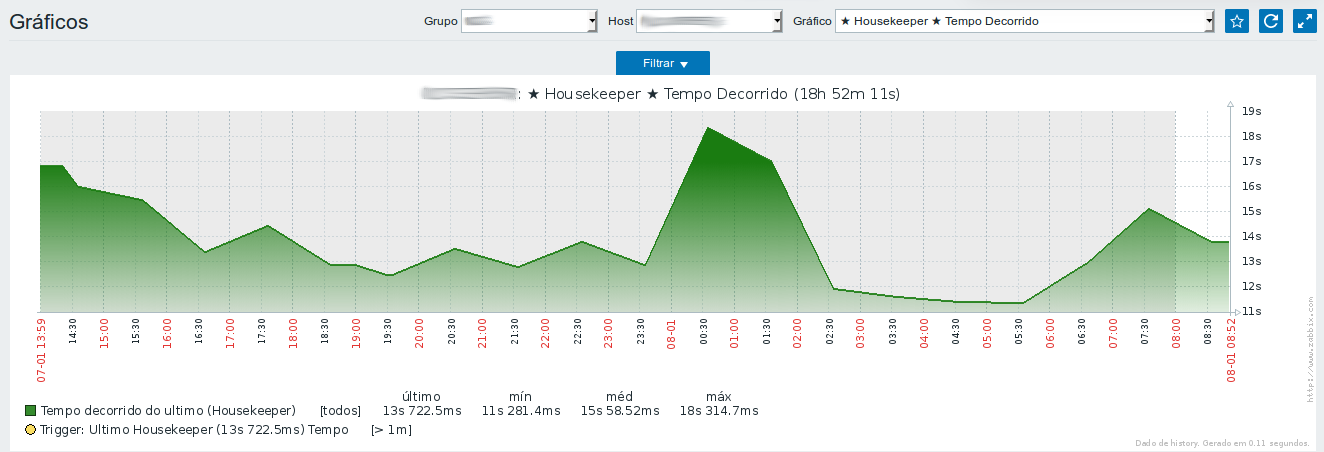 Gráficos Grupo Host Gráfico ★ Housekeeper ★ Tempo Decorrido
Filtrar
: ★ Housekeeper ★ Tempo Decorrido (18h 52m 11s)
19s
18s
17s
16s
15s
14s
13s
12s
11s
07-01 13:59 14:30 15:00 15:30 16:00 16:30 17:00 17:30 18:00 18:30 19:00 19:30 20:00 20:30 21:00 21:30 22:00 22:30 23:00 23:30 08-01 00:30 01:00 01:30 02:00 02:30 03:00 03:30 04:00 04:30 05:00 05:30 06:00 06:30 07:00 07:30 08:00 08:30 08-01 08:52
http://www.zabbix.com
último mín méd máx
Tempo decorrido do ultimo (Housekeeper) [todos] 13s 722.5ms 11s 281.4ms 15s 58.52ms 18s 314.7ms
Trigger: Ultimo Housekeeper (13s 722.5ms) Tempo [> 1m]
Dado de history. Gerado em 0.11 segundos.